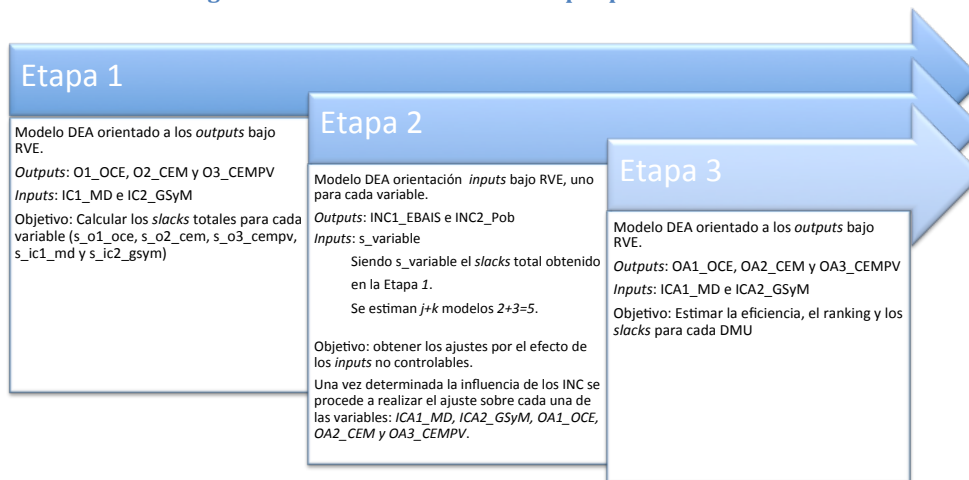 Etapa 1
Modelo DEA orientado a los outputs bajo
RVE.
Outputs: O1_OCE, O2_CEM y O3_CEMPV
Inputs: IC1_MD e IC2_GSyM
Objetivo: Calcular los slacks totales para cada
variable (s_o1_oce, s_o2_cem, s_o3_cempv,
s_ic1_md y s_ic2_gsym)
Etapa 2
Modelo DEA orientación inputs bajo RVE, uno
para cada variable.
Outputs: INC1_EBAIS e INC2_Pob
Inputs: s_variable
Siendo s_variable el slacks total obtenido
en la Etapa 1.
Se estiman j+k modelos 2+3=5.
Objetivo: obtener los ajustes por el efecto de
los inputs no controlables.
Una vez determinada la influencia de los INC se
procede a realizar el ajuste sobre cada una de
las variables: ICA1_MD, ICA2_GSyM, OA1_OCE,
OA2_CEM y OA3_CEMPV.
Etapa 3
Modelo DEA orientado a los outputs bajo
RVE.
Outputs: OA1_OCE, OA2_CEM y OA3_CEMPV
Inputs: ICA1_MD e ICA2_GSyM
Objetivo: Estimar la eficiencia, el ranking y los
slacks para cada DMU